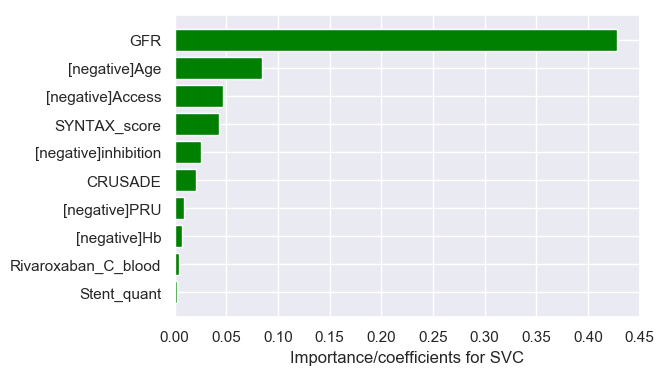 GFR
[negative]Age
[negative]Access
SYNTAX_score
[negative]inhibition
CRUSADE
[negative]PRU
[negative]Hb
Rivaroxaban_C_blood
Stent_quant
0.00 0.05 0.10 0.15 0.20 0.25 0.30 0.35 0.40 0.45
Importance/coefficients for SVC